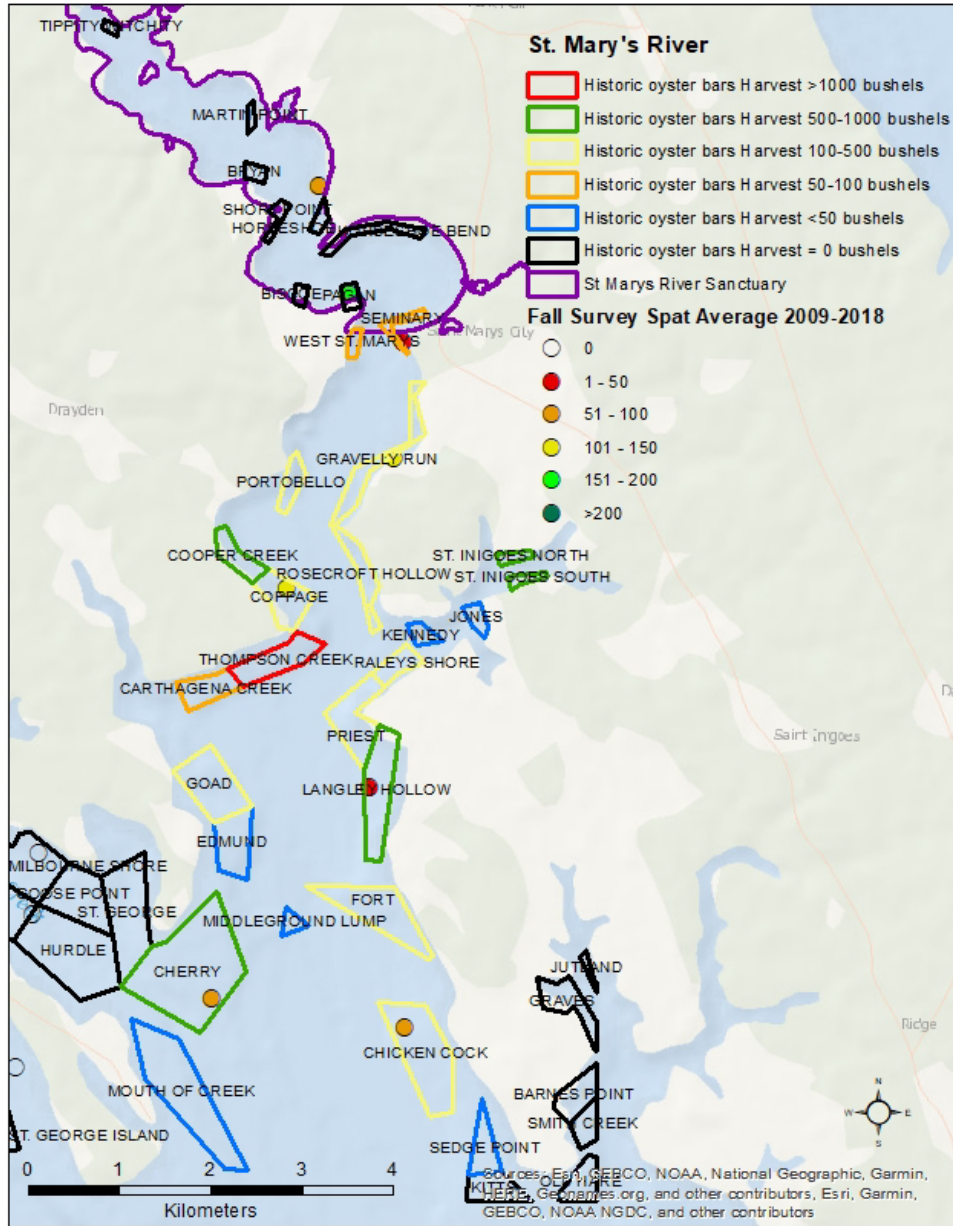 TIPPITY WITCHITY
St. Mary's River
Historic oyster bars Harvest >1000 bushels
Historic oyster bars Harvest 500-1000 bushels
Historic oyster bars Harvest 100-500 bushels
Historic oyster bars Harvest 50-100 bushels
Historic oyster bars Harvest <50 bushels
Historic oyster bars Harvest = 0 bushels
St Marys River Sanctuary
Fall Survey Spat Average 2009-2018
0
1 - 50
51 - 100
101 - 150
151 - 200
>200
MARTIN POINT
BRYAN
SHORT POINT
HORSESHOE BEND
BISCOE
PAGAN
SEMINARY
WEST ST. MARYS
Saint Marys City
Drayden
GRAVELLY RUN
PORTOBELLO
COOPER CREEK
ST. INIGOES NORTH
ROSECROFT HOLLOW
ST. INIGOES SOUTH
COPPAGE
JONES
KENNEDY
THOMPSON CREEK
RALEYS SHORE
CARTHAGENA CREEK
PRIEST
Saint Inigoes
GOAD
LANGLEY HOLLOW
EDMUND
MILBOURNE SHORE
GOOSE POINT
ST. GEORGE
FORT
MIDDLEGROUND LUMP
HURDLE
CHERRY
JUTLAND
GRAVES
CHICKEN COCK
Ridge
MOUTH OF CREEK
BARNES POINT
SMITH CREEK
N
W
E
S
ST. GEORGE ISLAND
SEDGE POINT
KITTS
0 1 2 3 4
Kilometers
Sources: Esri, GEBCO, NOAA, National Geographic, Garmin,
HERE, Geonames.org, and other contributors, Esri, Garmin,
GEBCO, NOAA NGDC, and other contributors